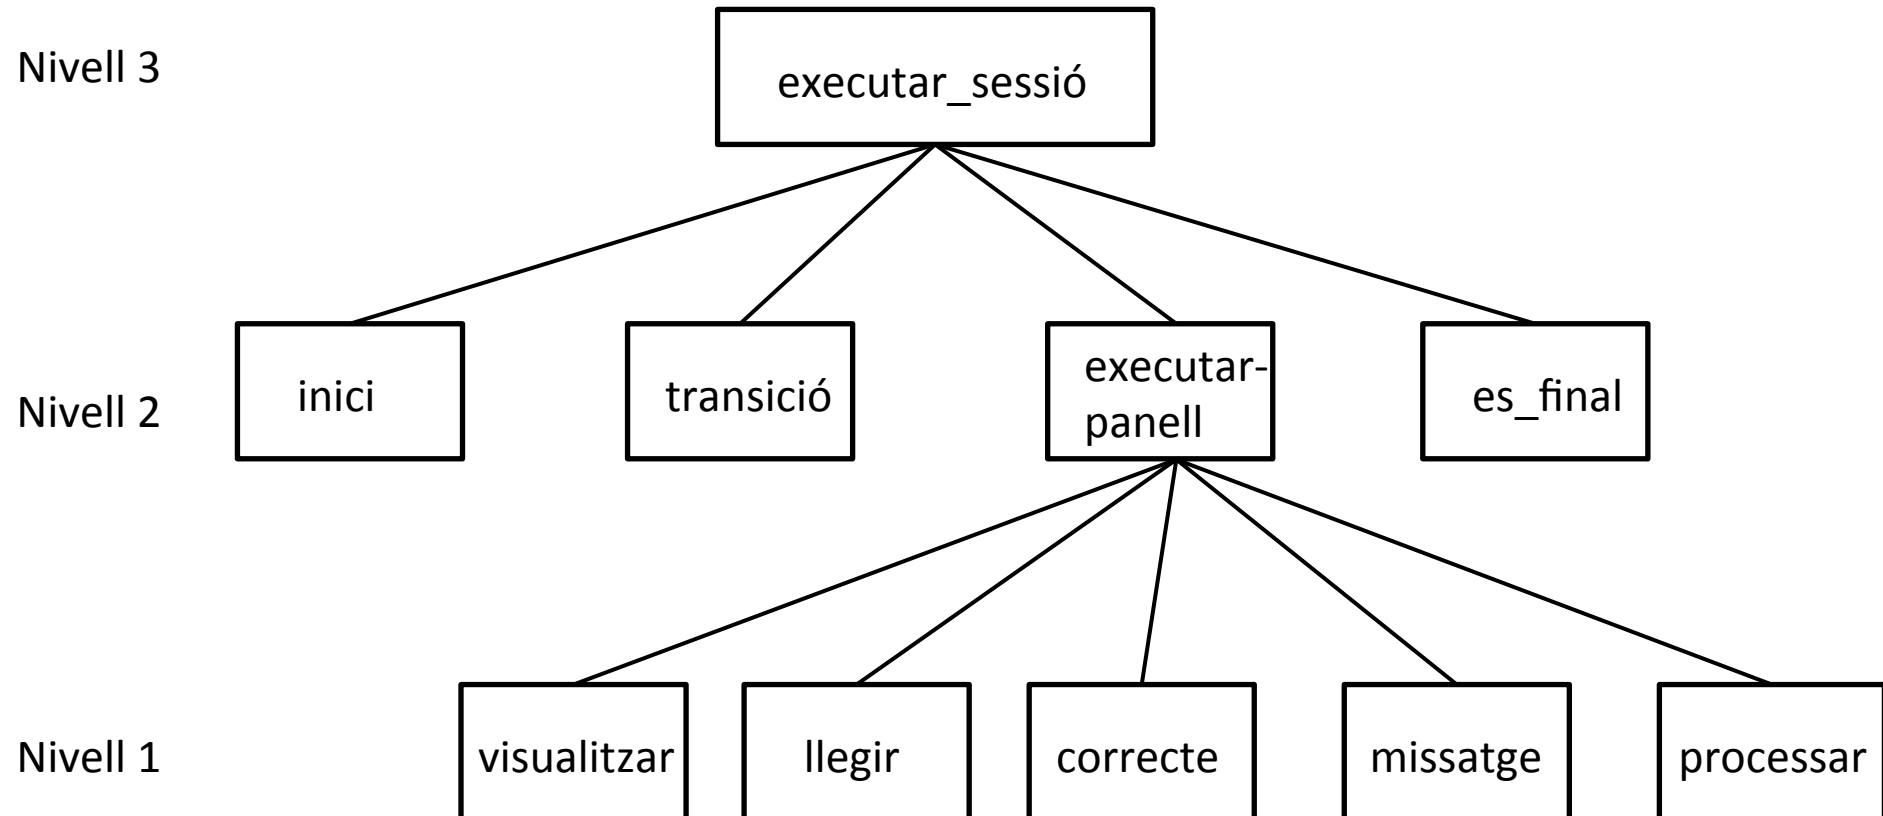 Nivell 3
executar_sessió
Nivell 2
inici
transició
executar-
panell
es_final
Nivell 1
visualitzar
llegir
correcte
missatge
processar